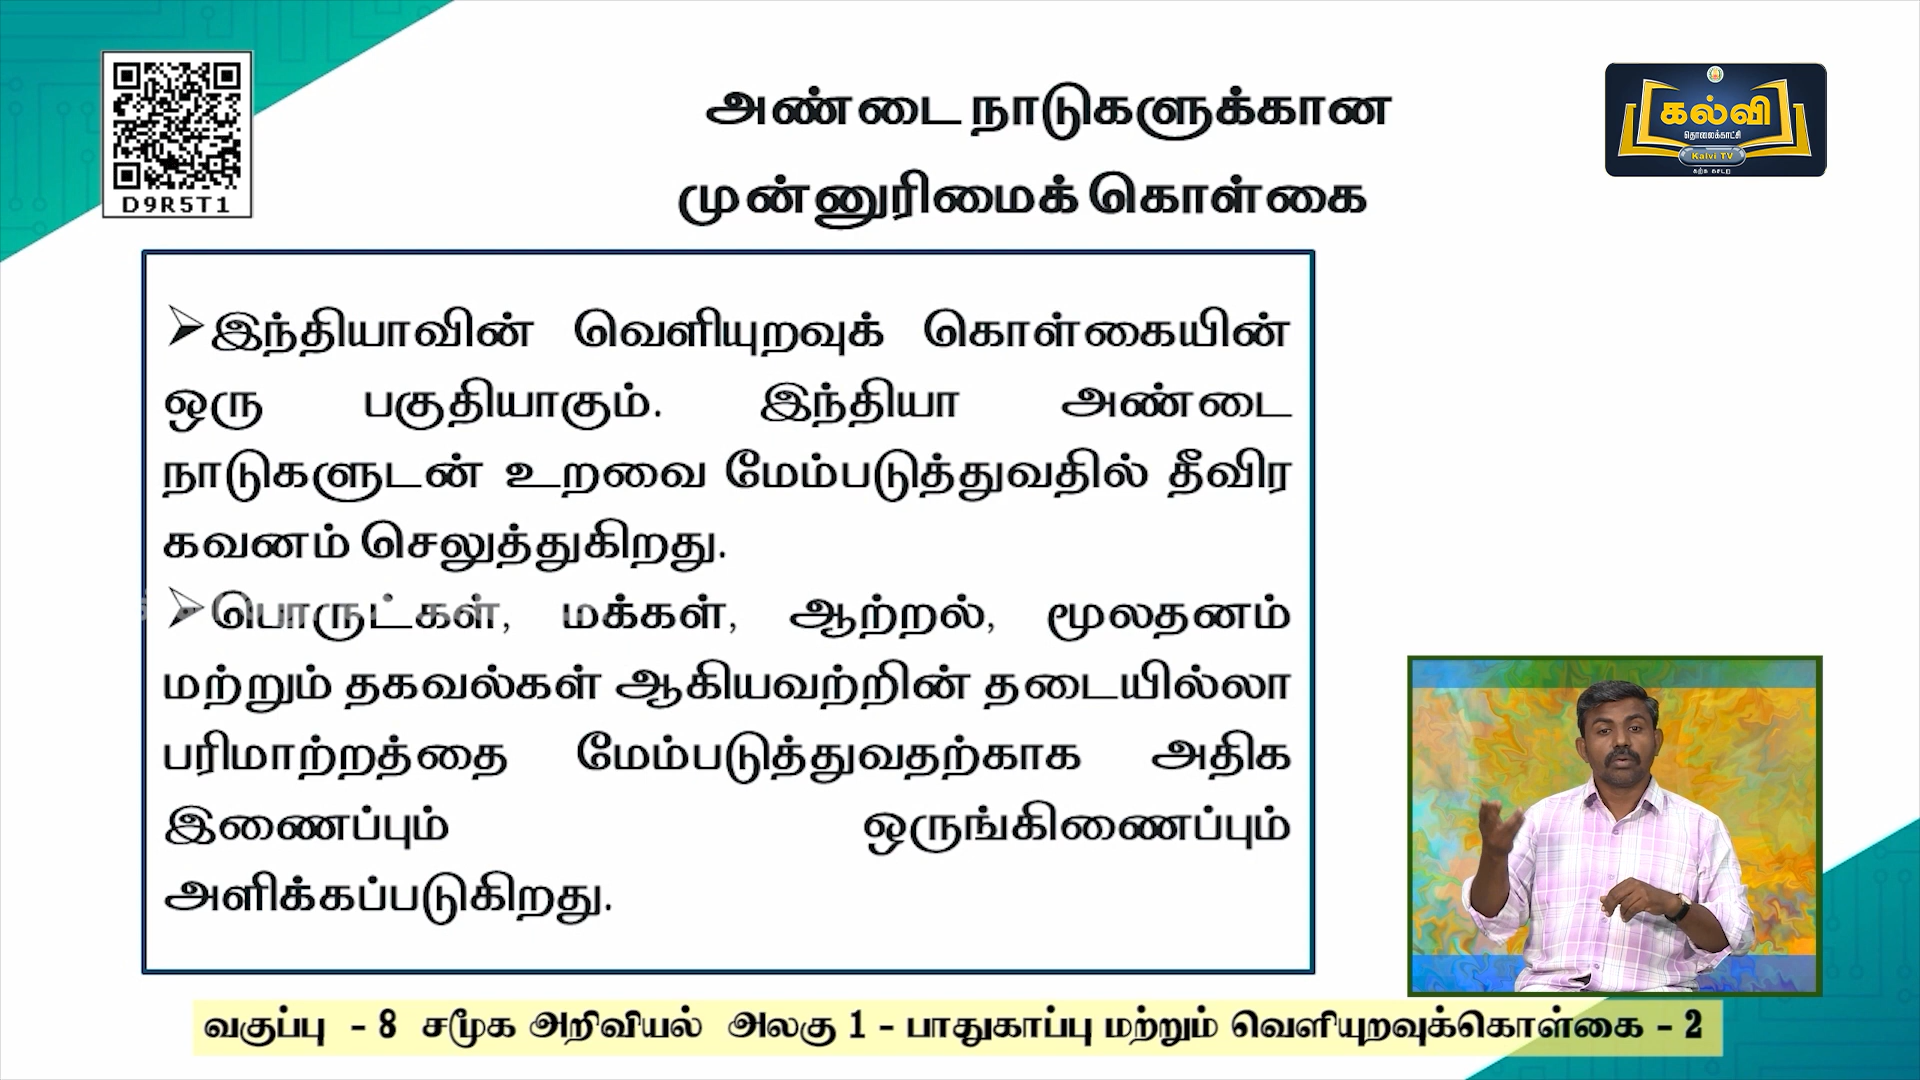 D9R5T1
அண்டை நாடுகளுக்கான
முன்னுரிமைக் கொள்கை
கல்வி
தொலைக்காட்சி
Kalvi TV
கற்க கசடற
➢இந்தியாவின் வெளியுறவுக் கொள்கையின்
ஒரு பகுதியாகும். இந்தியா அண்டை
நாடுகளுடன் உறவை மேம்படுத்துவதில் தீவிர
கவனம் செலுத்துகிறது.
➢பொருட்கள், மக்கள், ஆற்றல், மூலதனம்
மற்றும் தகவல்கள் ஆகியவற்றின் தடையில்லா
பரிமாற்றத்தை மேம்படுத்துவதற்காக அதிக
இணைப்பும் ஒருங்கிணைப்பும்
அளிக்கப்படுகிறது.
வகுப்பு - 8 சமூக அறிவியல் அலகு 1 - பாதுகாப்பு மற்றும் வெளியுறவுக்கொள்கை - 2